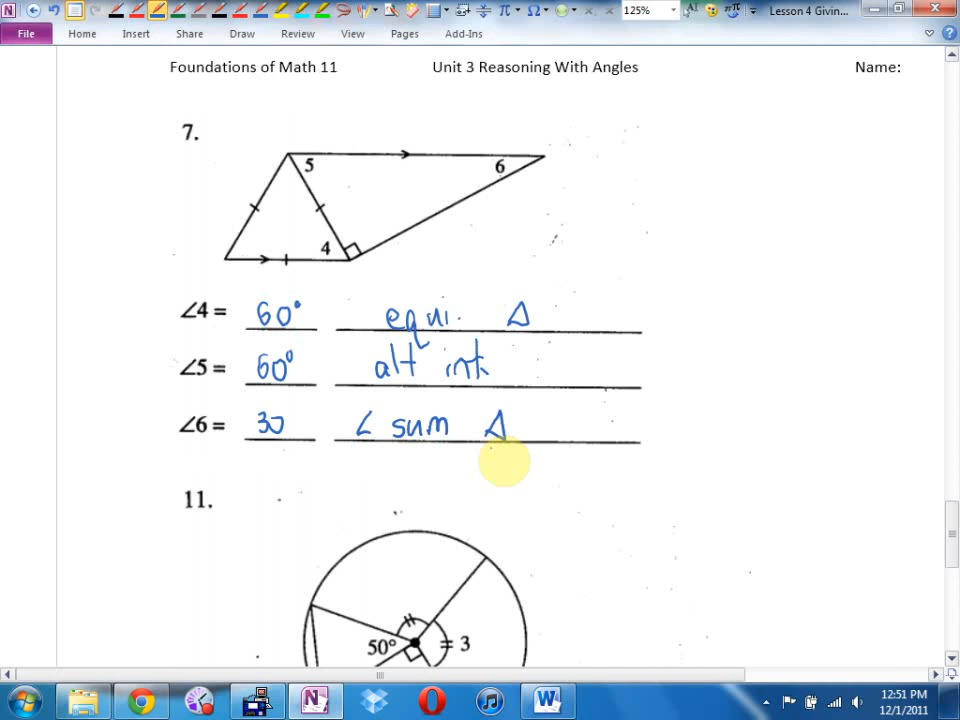 125%
Lesson 4 Givin...
File Home Insert Share Draw Review View Pages Add-Ins
Foundations of Math 11 Unit 3 Reasoning With Angles Name:
7.
5 6
4
∠4 = 60° equi. Δ
∠5 = 60° alt int
∠6 = 30 ∠ sum Δ
11.
50° 3
12:51 PM
12/1/2011